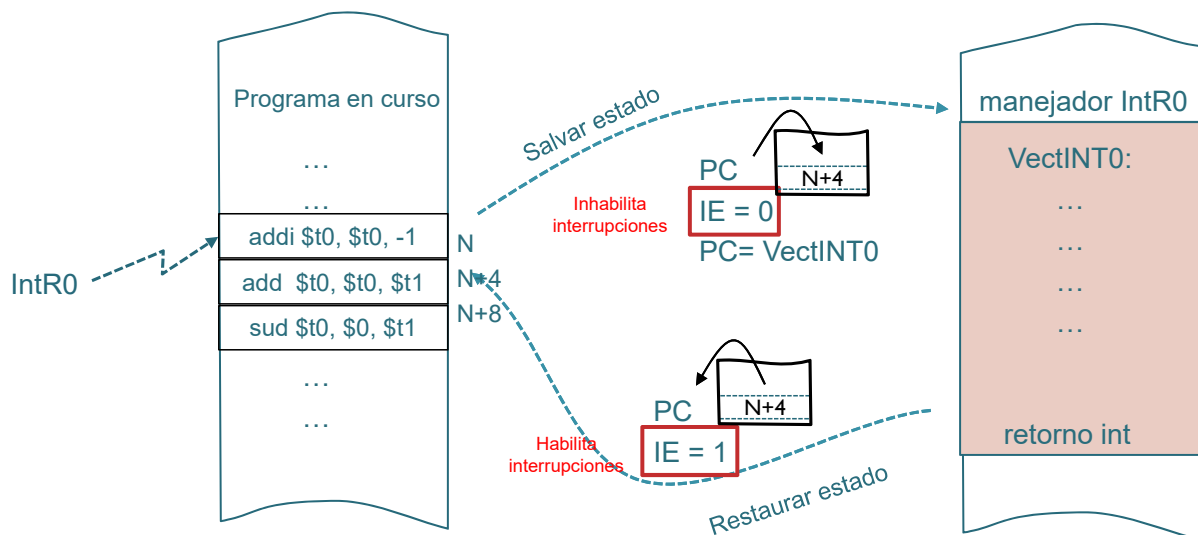 Programa en curso
…
…
addi $t0, $t0, -1
N
add $t0, $t0, $t1
N+4
sud $t0, $0, $t1
N+8
…
…
IntR0
Salvar estado
PC
N+4
Inhabilita
interrupciones
IE = 0
PC= VectINT0
PC
N+4
Habilita
interrupciones
IE = 1
Restaurar estado
manejador IntR0
VectINT0:
…
…
…
…
retorno int